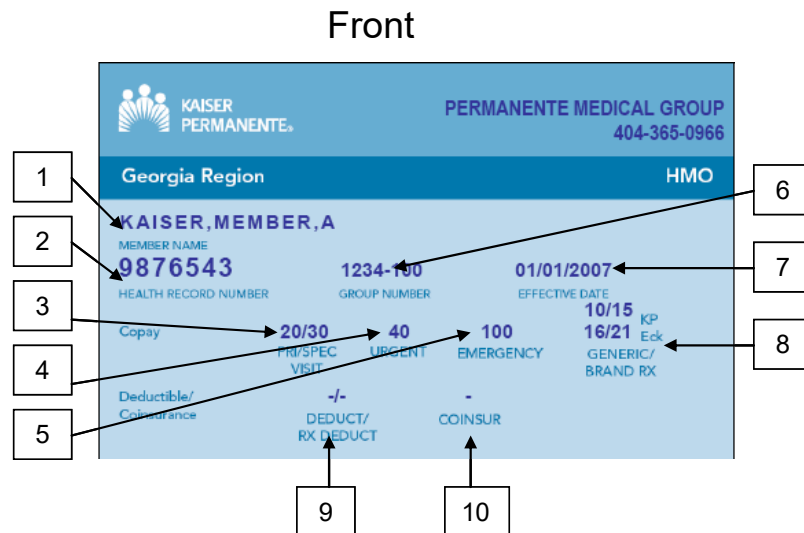 Front
KAISER
PERMANENTE®
PERMANENTE MEDICAL GROUP
404-365-0966
Georgia Region
HMO
1
KAISER,MEMBER,A
MEMBER NAME
6
2
9876543
1234-100
01/01/2007
7
HEALTH RECORD NUMBER
GROUP NUMBER
EFFECTIVE DATE
3
10/15 KP
Copay
20/30
40
100
16/21 Eck
PRI/SPEC
VISIT
URGENT
EMERGENCY
GENERIC/
BRAND RX
8
4
Deductible/
Coinsurance
-/-
-
5
DEDUCT/
RX DEDUCT
COINSUR
9
10